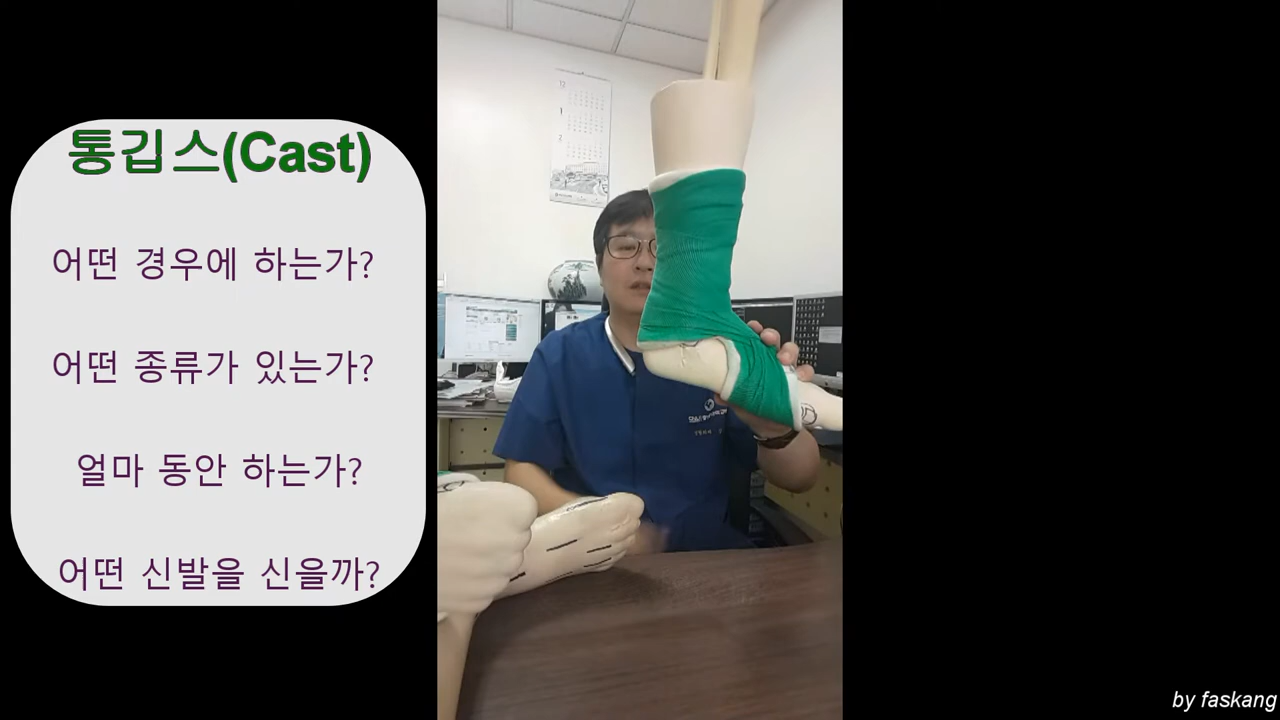 통깁스(Cast)
어떤 경우에 하는가?
어떤 종류가 있는가?
얼마 동안 하는가?
어떤 신발을 신을까?
by faskang